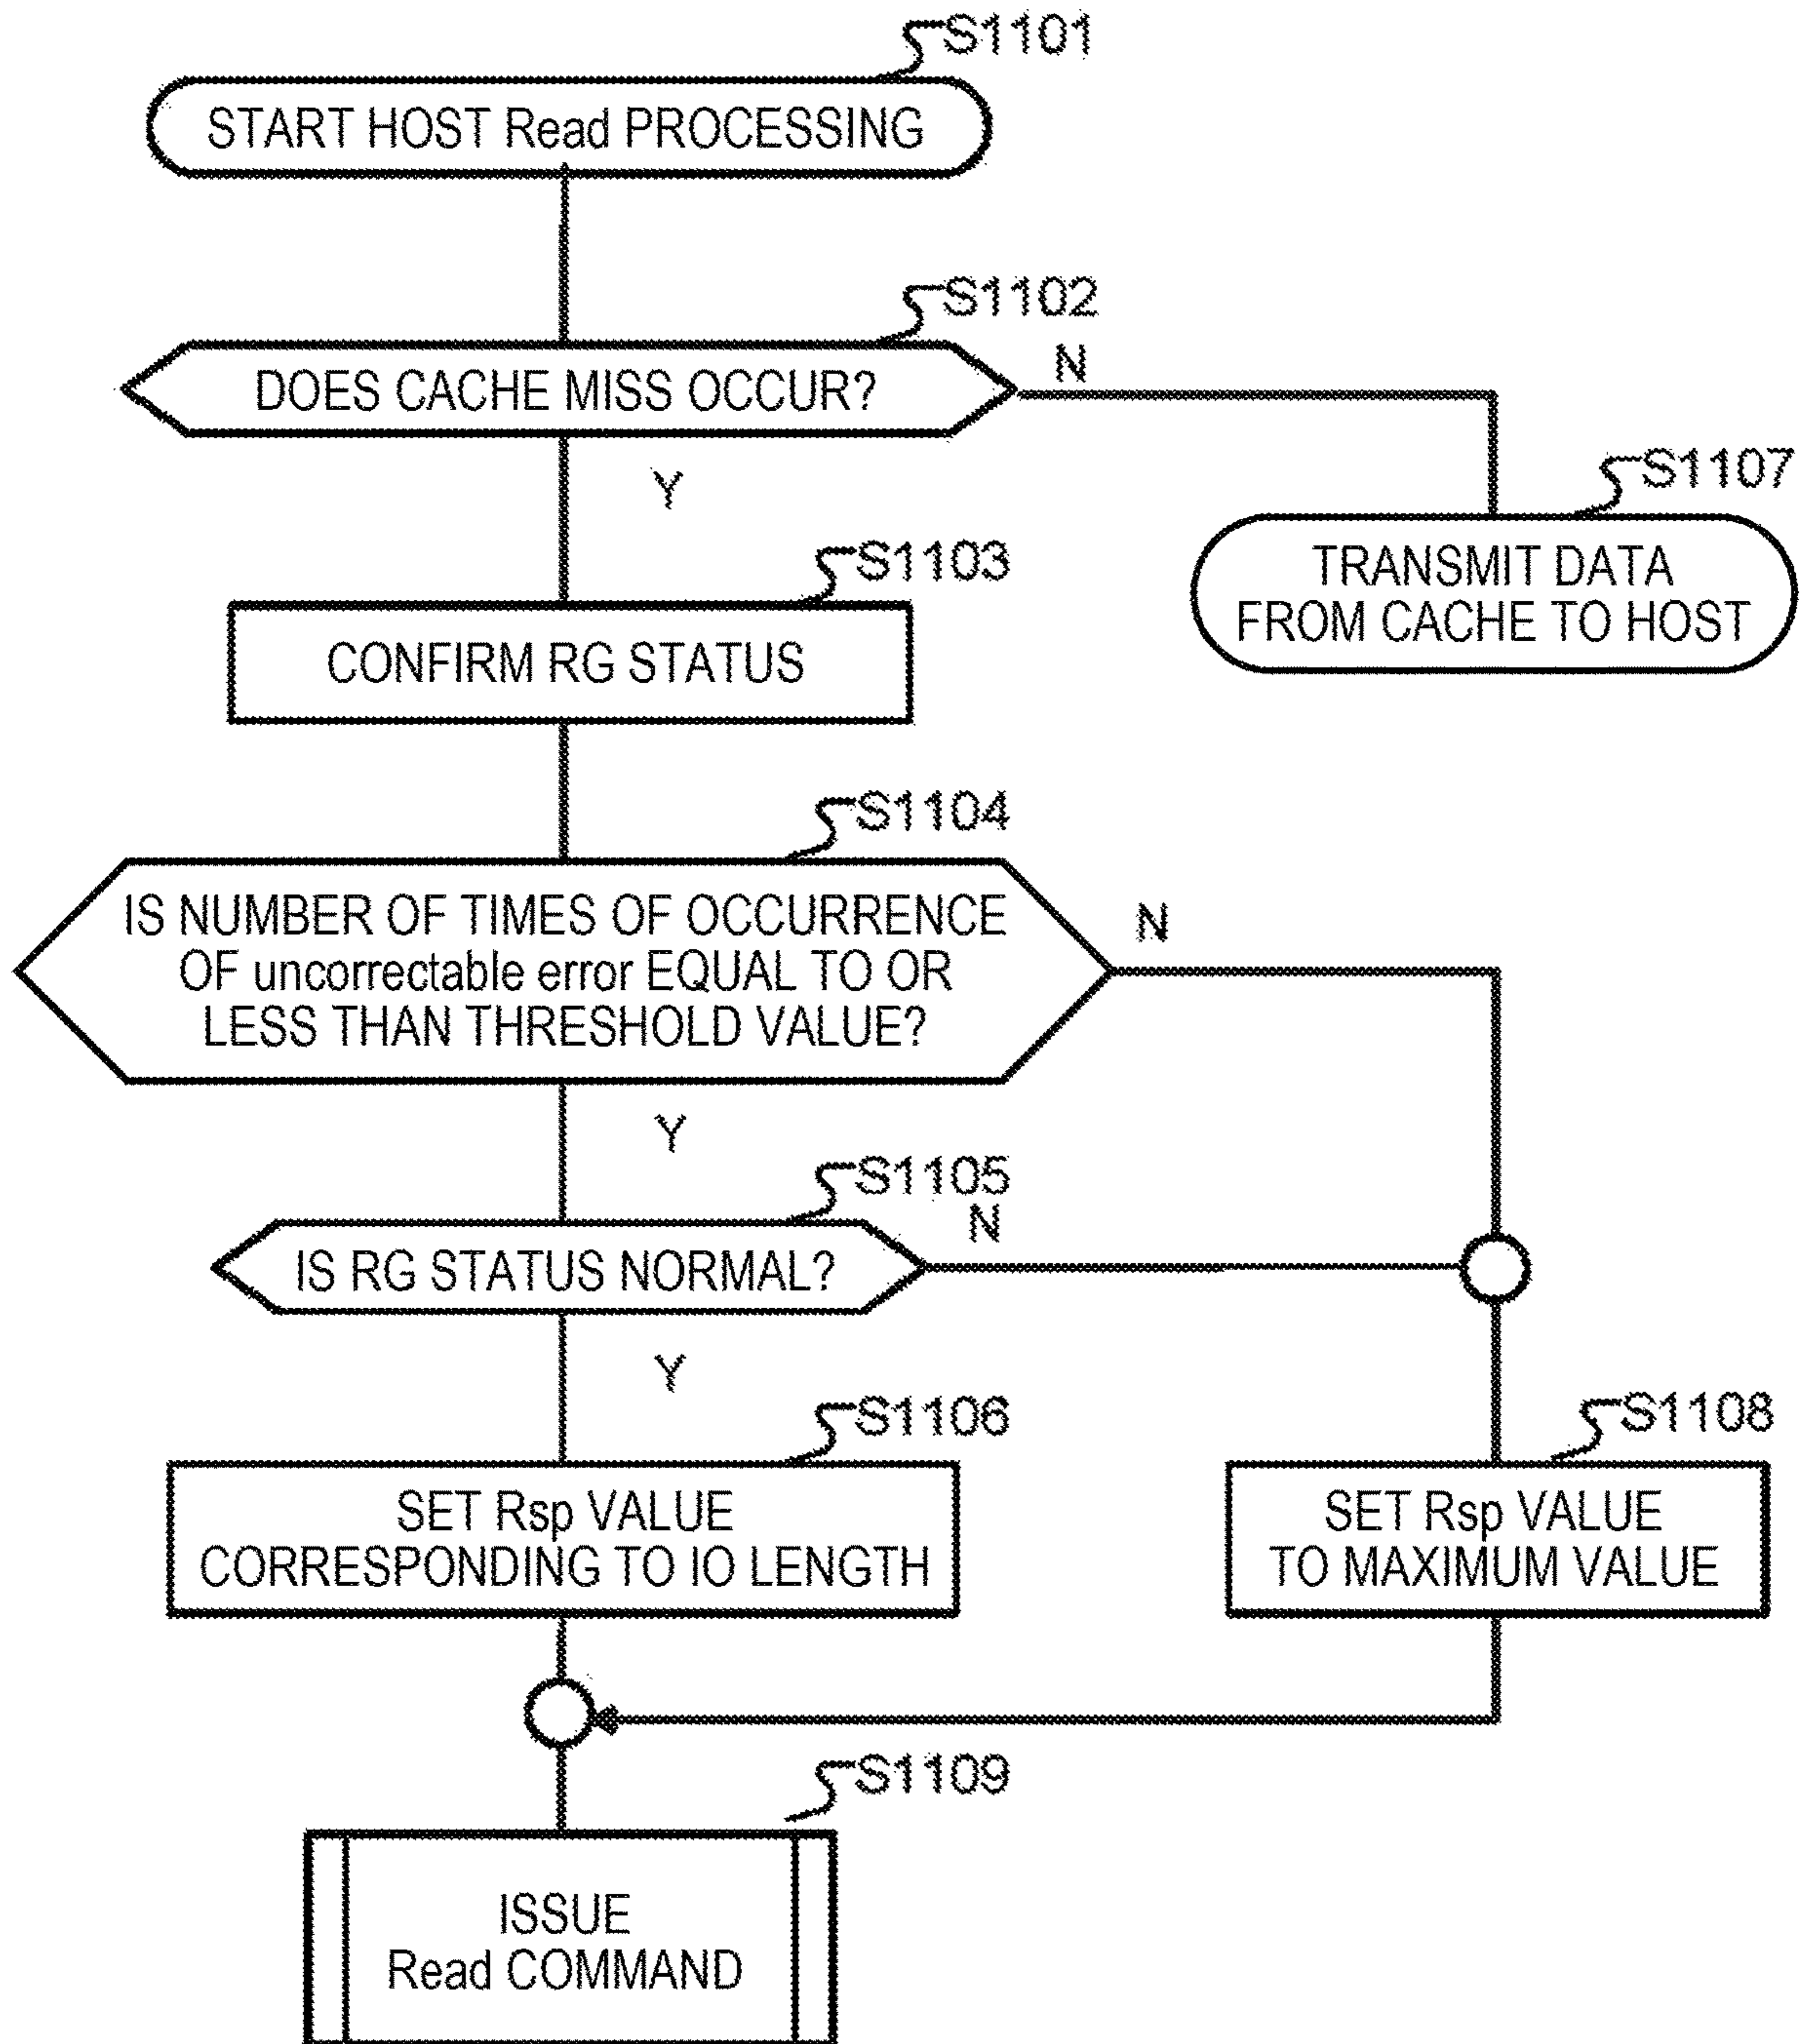 S1101
START HOST Read PROCESSING
S1102
DOES CACHE MISS OCCUR?
N
Y
S1107
TRANSMIT DATA
FROM CACHE TO HOST
S1103
CONFIRM RG STATUS
S1104
IS NUMBER OF TIMES OF OCCURRENCE
OF uncorrectable error EQUAL TO OR
LESS THAN THRESHOLD VALUE?
N
Y
S1105
IS RG STATUS NORMAL?
N
Y
S1106
SET Rsp VALUE
CORRESPONDING TO IO LENGTH
S1108
SET Rsp VALUE
TO MAXIMUM VALUE
S1109
ISSUE
Read COMMAND